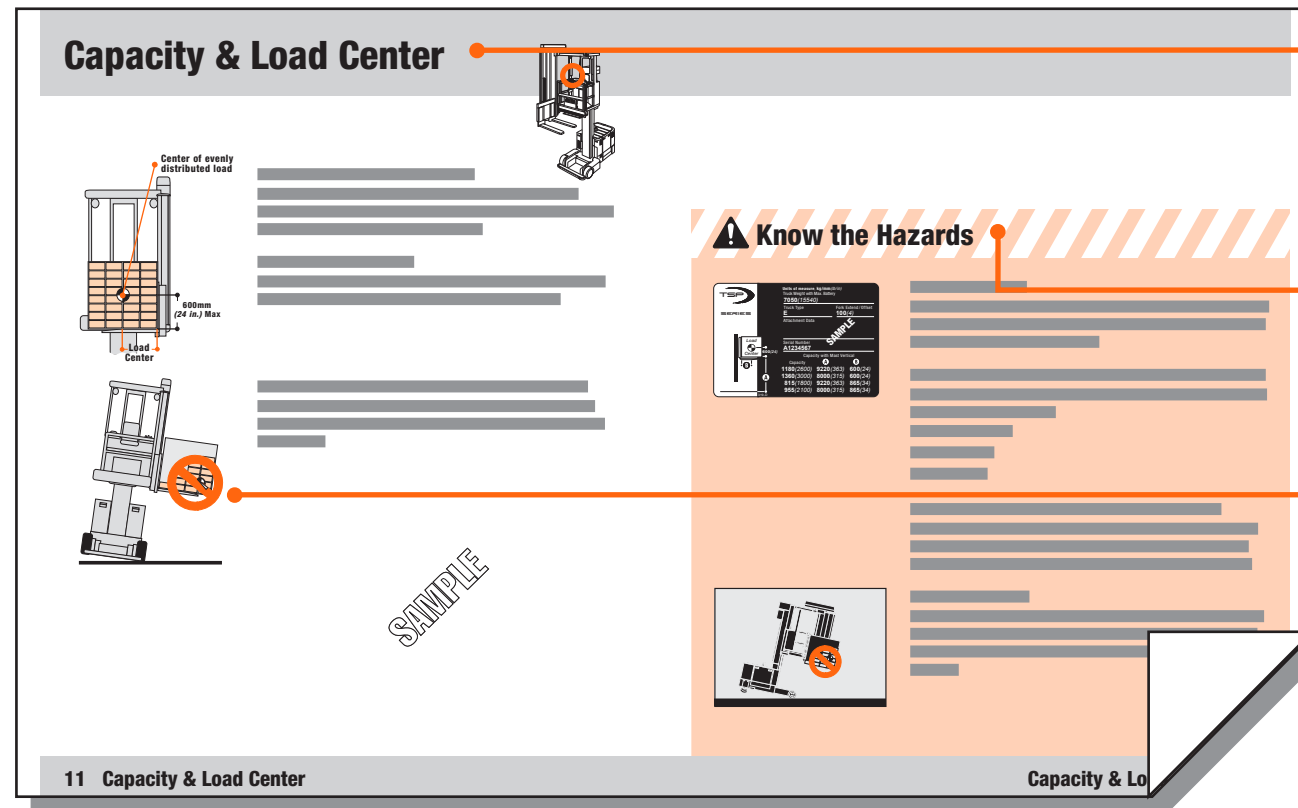 Capacity & Load Center
Center of evenly
distributed load
600mm
(24 in.) Max
Load
Center
SAMPLE
Know the Hazards
TSP
SERIES
Units of measure, kg/mm(lb/in)
Truck Weight with Max. Battery
7050(15540)
Truck Type Fork Extend/Offset
E 100(4)
Attachment Data
SAMPLE
Serial Number
A1234567
Load
Center
600(24)
B
A
Capacity with Mast Vertical
Capacity A B
1180(2600) 9220(363) 600(24)
1360(3000) 8000(315) 600(24)
815(1800) 9220(363) 865(34)
955(2100) 8000(315) 865(34)
11 Capacity & Load Center
Capacity & Lo